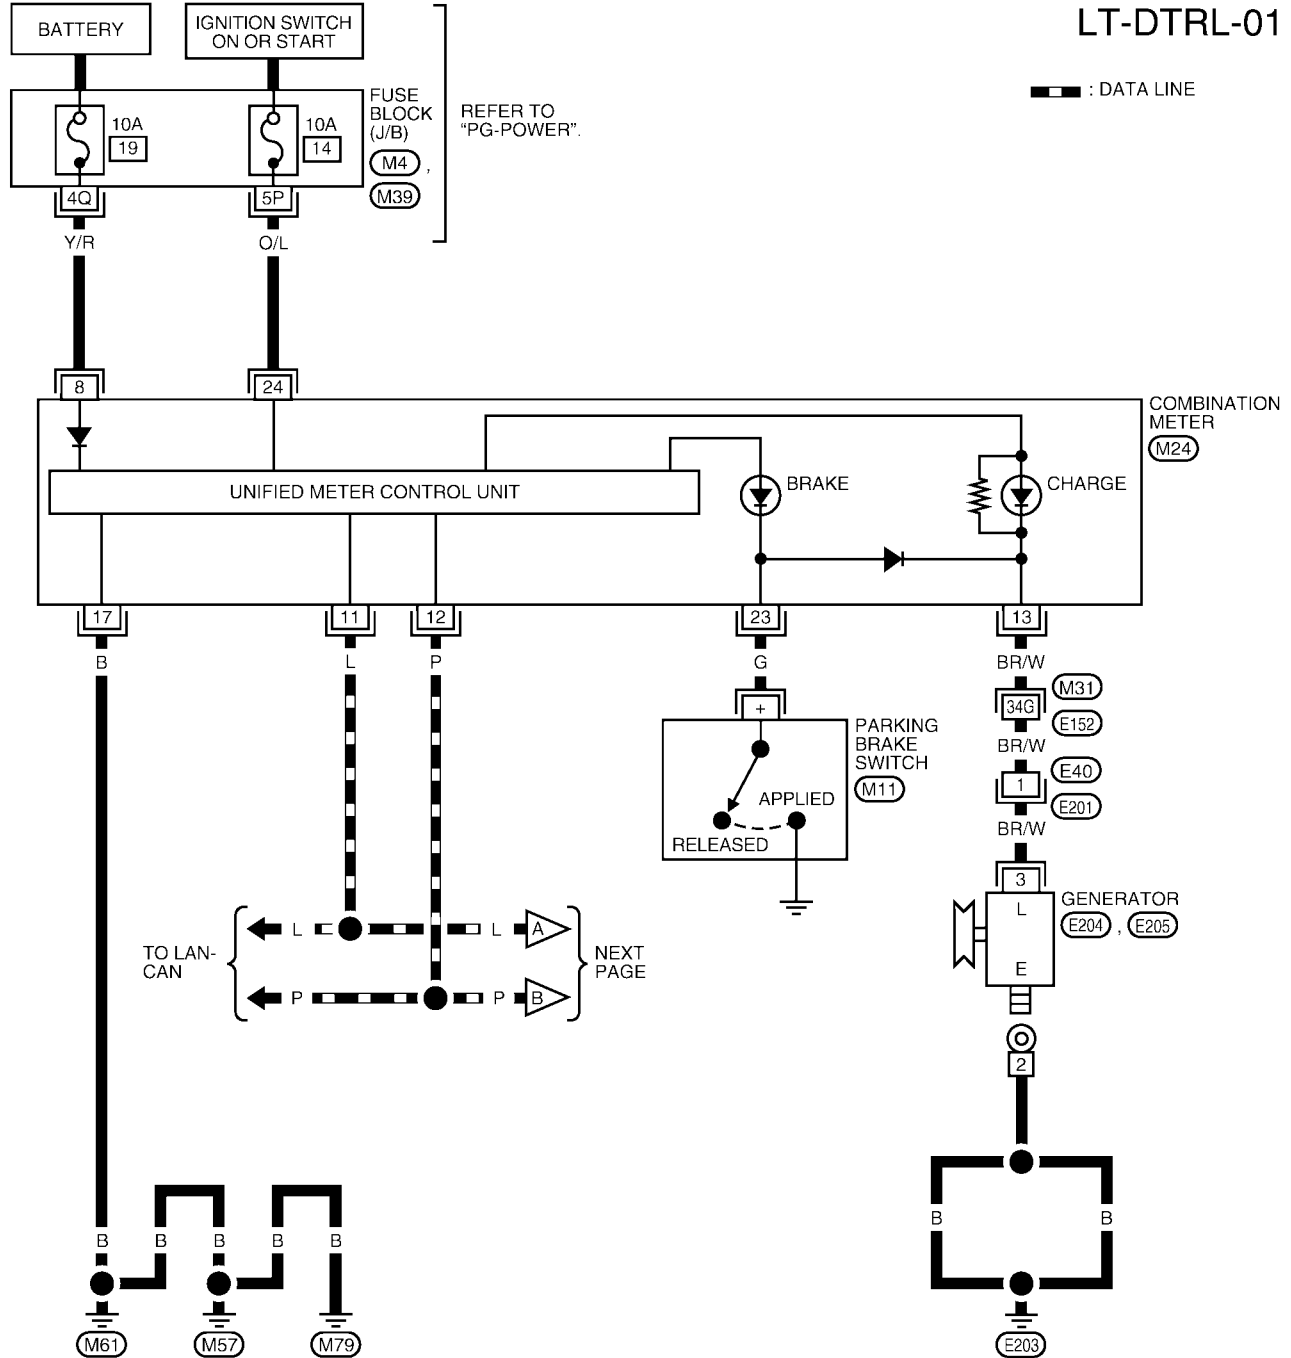 LT-DTRL-01
: DATA LINE
BATTERY
IGNITION SWITCH
ON OR START
FUSE
BLOCK
(J/B)
M4 ,
M39
REFER TO
"PG-POWER".
10A
19
10A
14
4Q
5P
Y/R
O/L
8
24
COMBINATION
METER
M24
UNIFIED METER CONTROL UNIT
BRAKE
CHARGE
17
11
12
23
13
B
L
P
G
BR/W
M31
34G
E152
BR/W
E40
1
E201
BR/W
+
PARKING
BRAKE
SWITCH
M11
APPLIED
RELEASED
3
L
E
GENERATOR
E204 , E205
TO LAN-
CAN
L
L
A
P
P
B
NEXT
PAGE
2
B
B
B
B
B
B
B
M61
M57
M79
E203